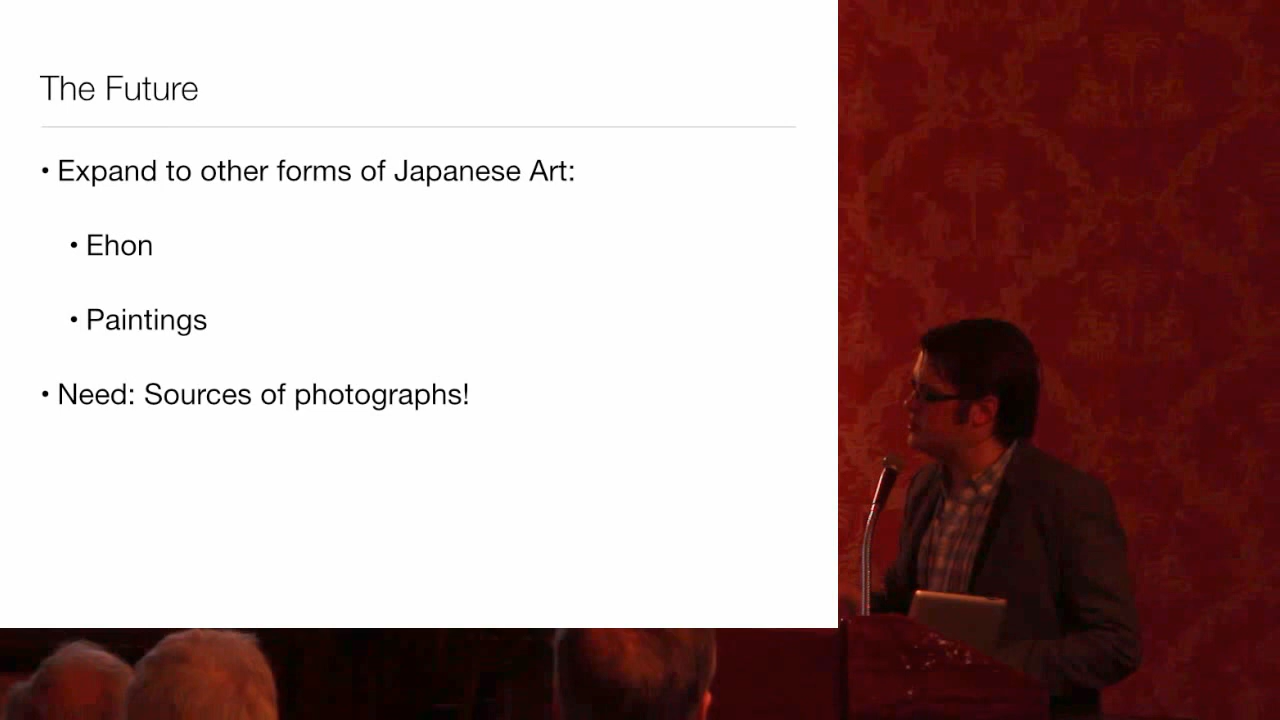 The Future
• Expand to other forms of Japanese Art:
• Ehon
• Paintings
• Need: Sources of photographs!